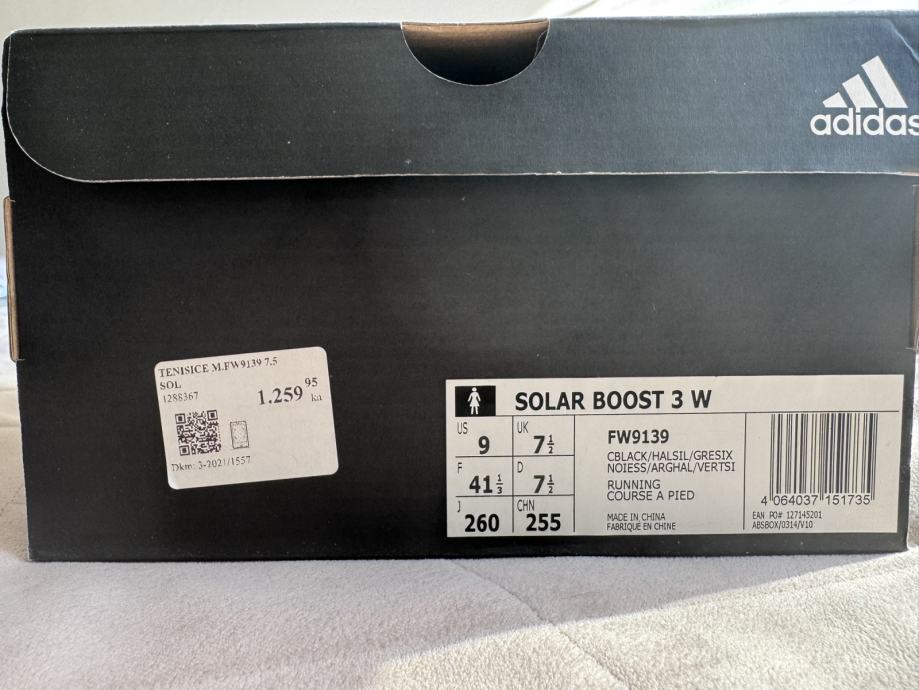 adidas
TENISICE M.FW9139 7.5
SOL
1288367
1.259 95
kn
Dkm: 3-2021/1557
SOLAR BOOST 3 W
US
9
UK
7½
F
41⅓
D
7½
J
260
CHN
255
FW9139
CBLACK/HALSIL/GRESIX
NOIESS/ARGHAL/VERTSI
RUNNING
COURSE A PIED
MADE IN CHINA
FABRIQUÉ EN CHINE
4 064037 151735
EAN PO# 127145201
ABSBOX/0314/V10